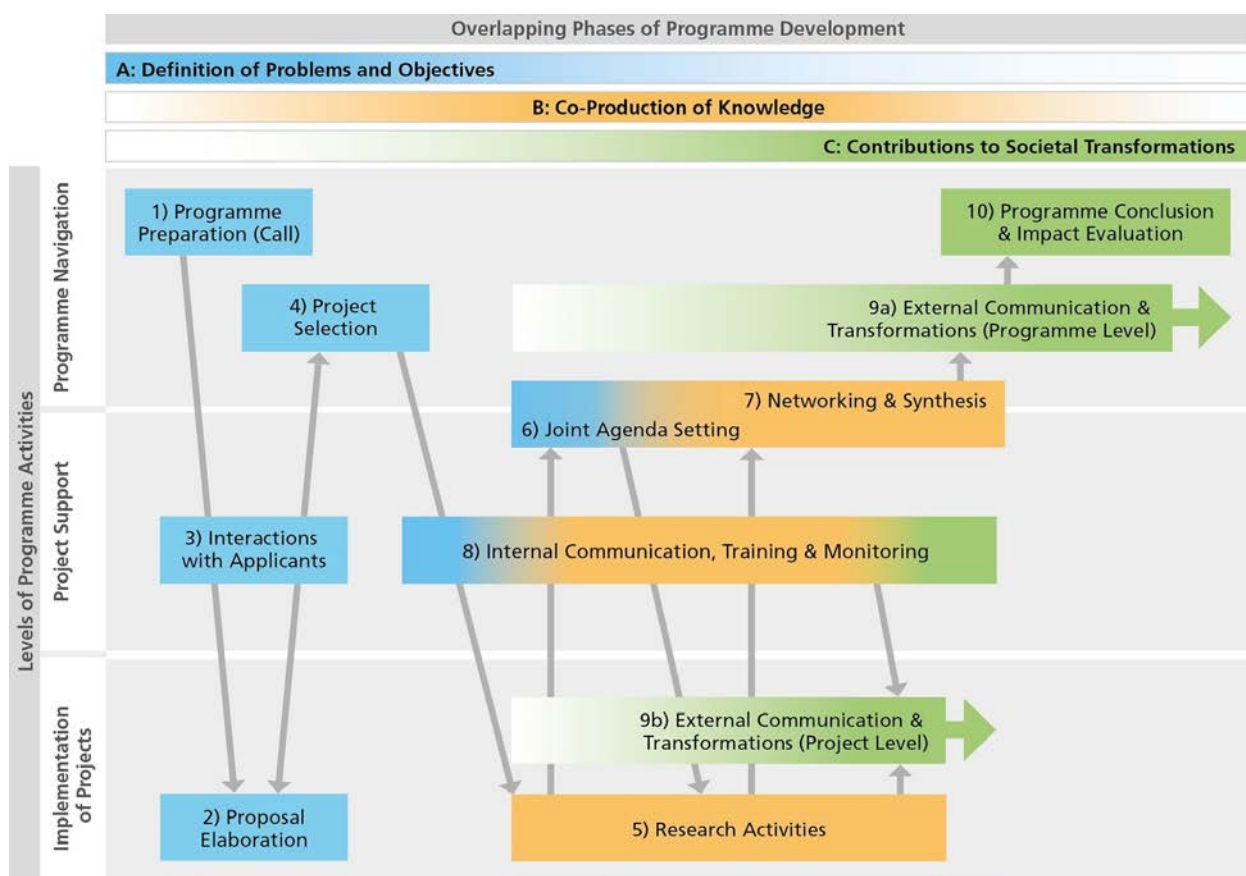 Overlapping Phases of Programme Development
A: Definition of Problems and Objectives
B: Co-Production of Knowledge
C: Contributions to Societal Transformations
Levels of Programme Activities
Programme Navigation
1) Programme
Preparation (Call)
10) Programme Conclusion
& Impact Evaluation
4) Project
Selection
9a) External Communication &
Transformations (Programme Level)
7) Networking & Synthesis
6) Joint Agenda Setting
Project Support
3) Interactions
with Applicants
8) Internal Communication, Training & Monitoring
Implementation
of Projects
9b) External Communication &
Transformations (Project Level)
2) Proposal
Elaboration
5) Research Activities